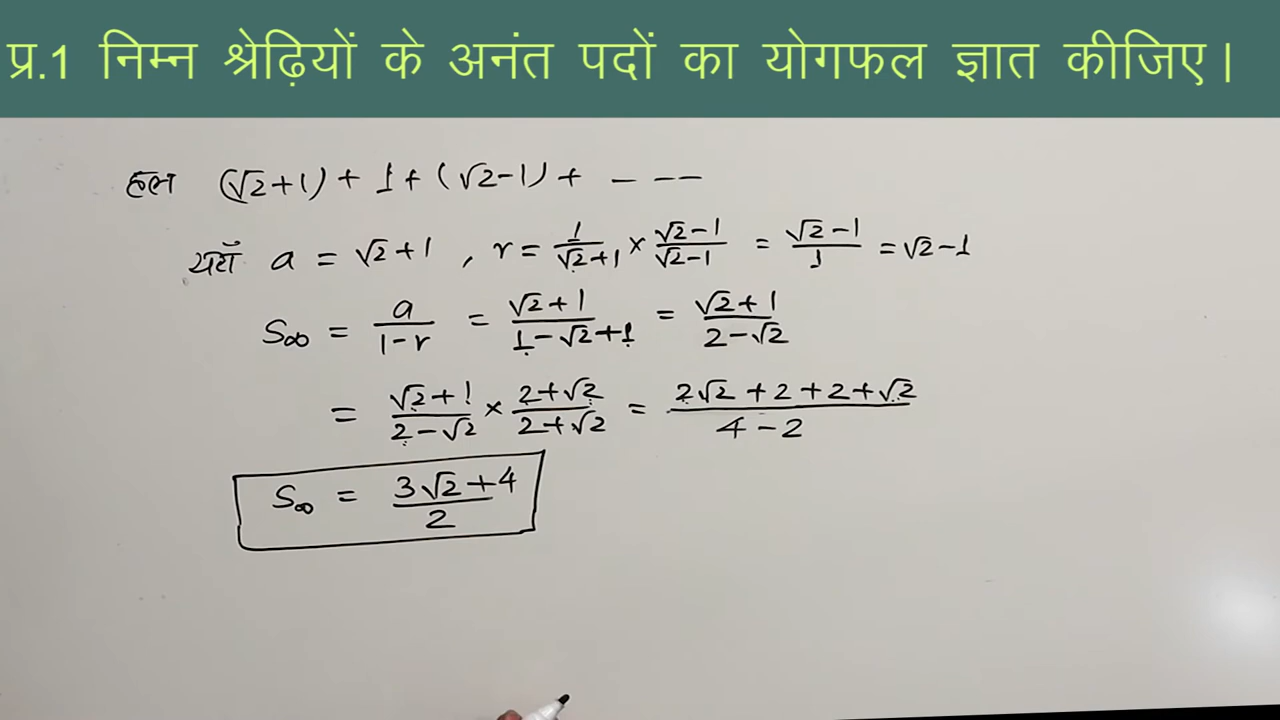 प्र.1 निम्न श्रेढ़ियों के अनंत पदों का योगफल ज्ञात कीजिए।
हल (√2+1) + 1 + (√2-1) + - - -
यहाँ a = √2+1 , r = 1/(√2+1) × (√2-1)/(√2-1) = (√2-1)/1 = √2-1
S∞ = a/(1-r) = (√2+1)/(1-√2+1) = (√2+1)/(2-√2)
= (√2+1)/(2-√2) × (2+√2)/(2+√2) = (2√2+2+2+√2)/(4-2)
S∞ = (3√2+4)/2